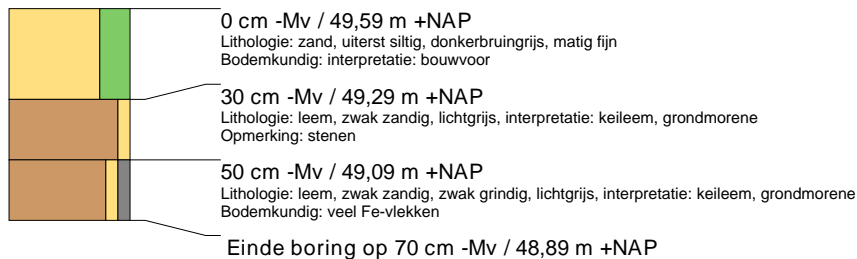 0 cm -Mv / 49,59 m +NAP
Lithologie: zand, uiterst siltig, donkerbruingrijs, matig fijn
Bodemkundig: interpretatie: bouwvoor
30 cm -Mv / 49,29 m +NAP
Lithologie: leem, zwak zandig, lichtgrijs, interpretatie: keileem, grondmorene
Opmerking: stenen
50 cm -Mv / 49,09 m +NAP
Lithologie: leem, zwak zandig, zwak grindig, lichtgrijs, interpretatie: keileem, grondmorene
Bodemkundig: veel Fe-vlekken
Einde boring op 70 cm -Mv / 48,89 m +NAP